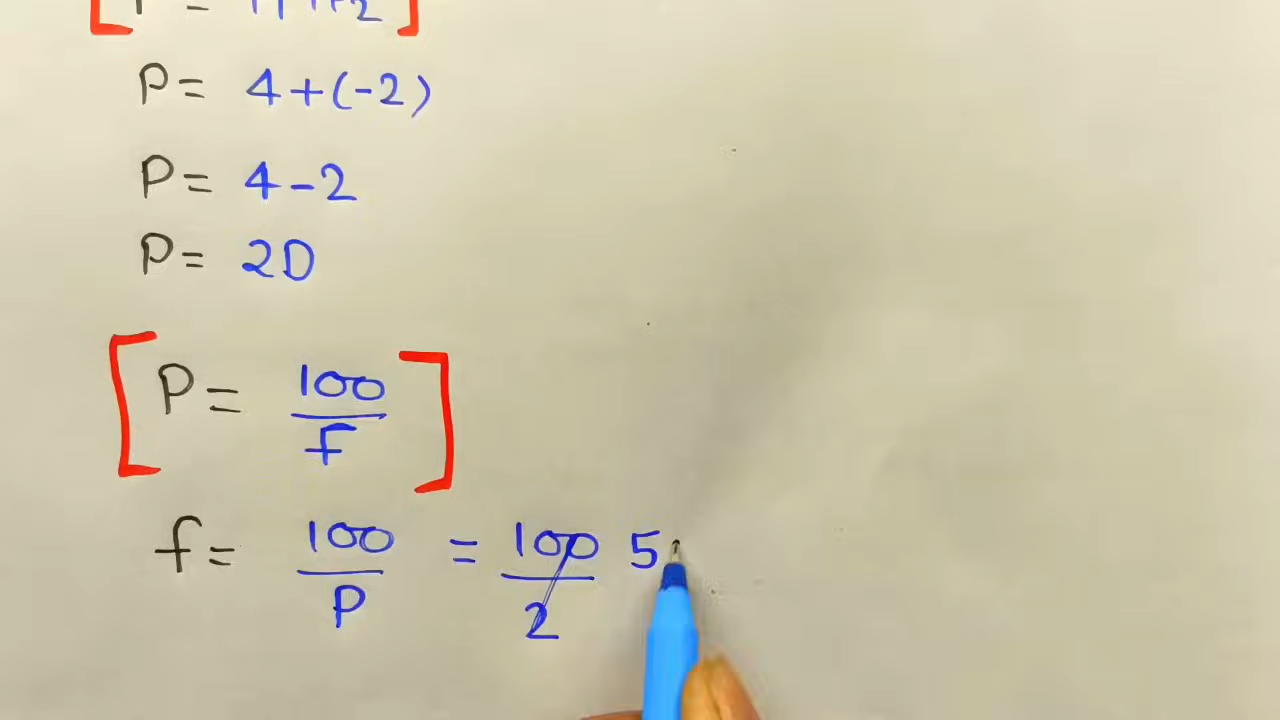 P= 4+(-2)
P= 4-2
P= 2D
[P= 100/F]
f= 100/P = 100/2 5